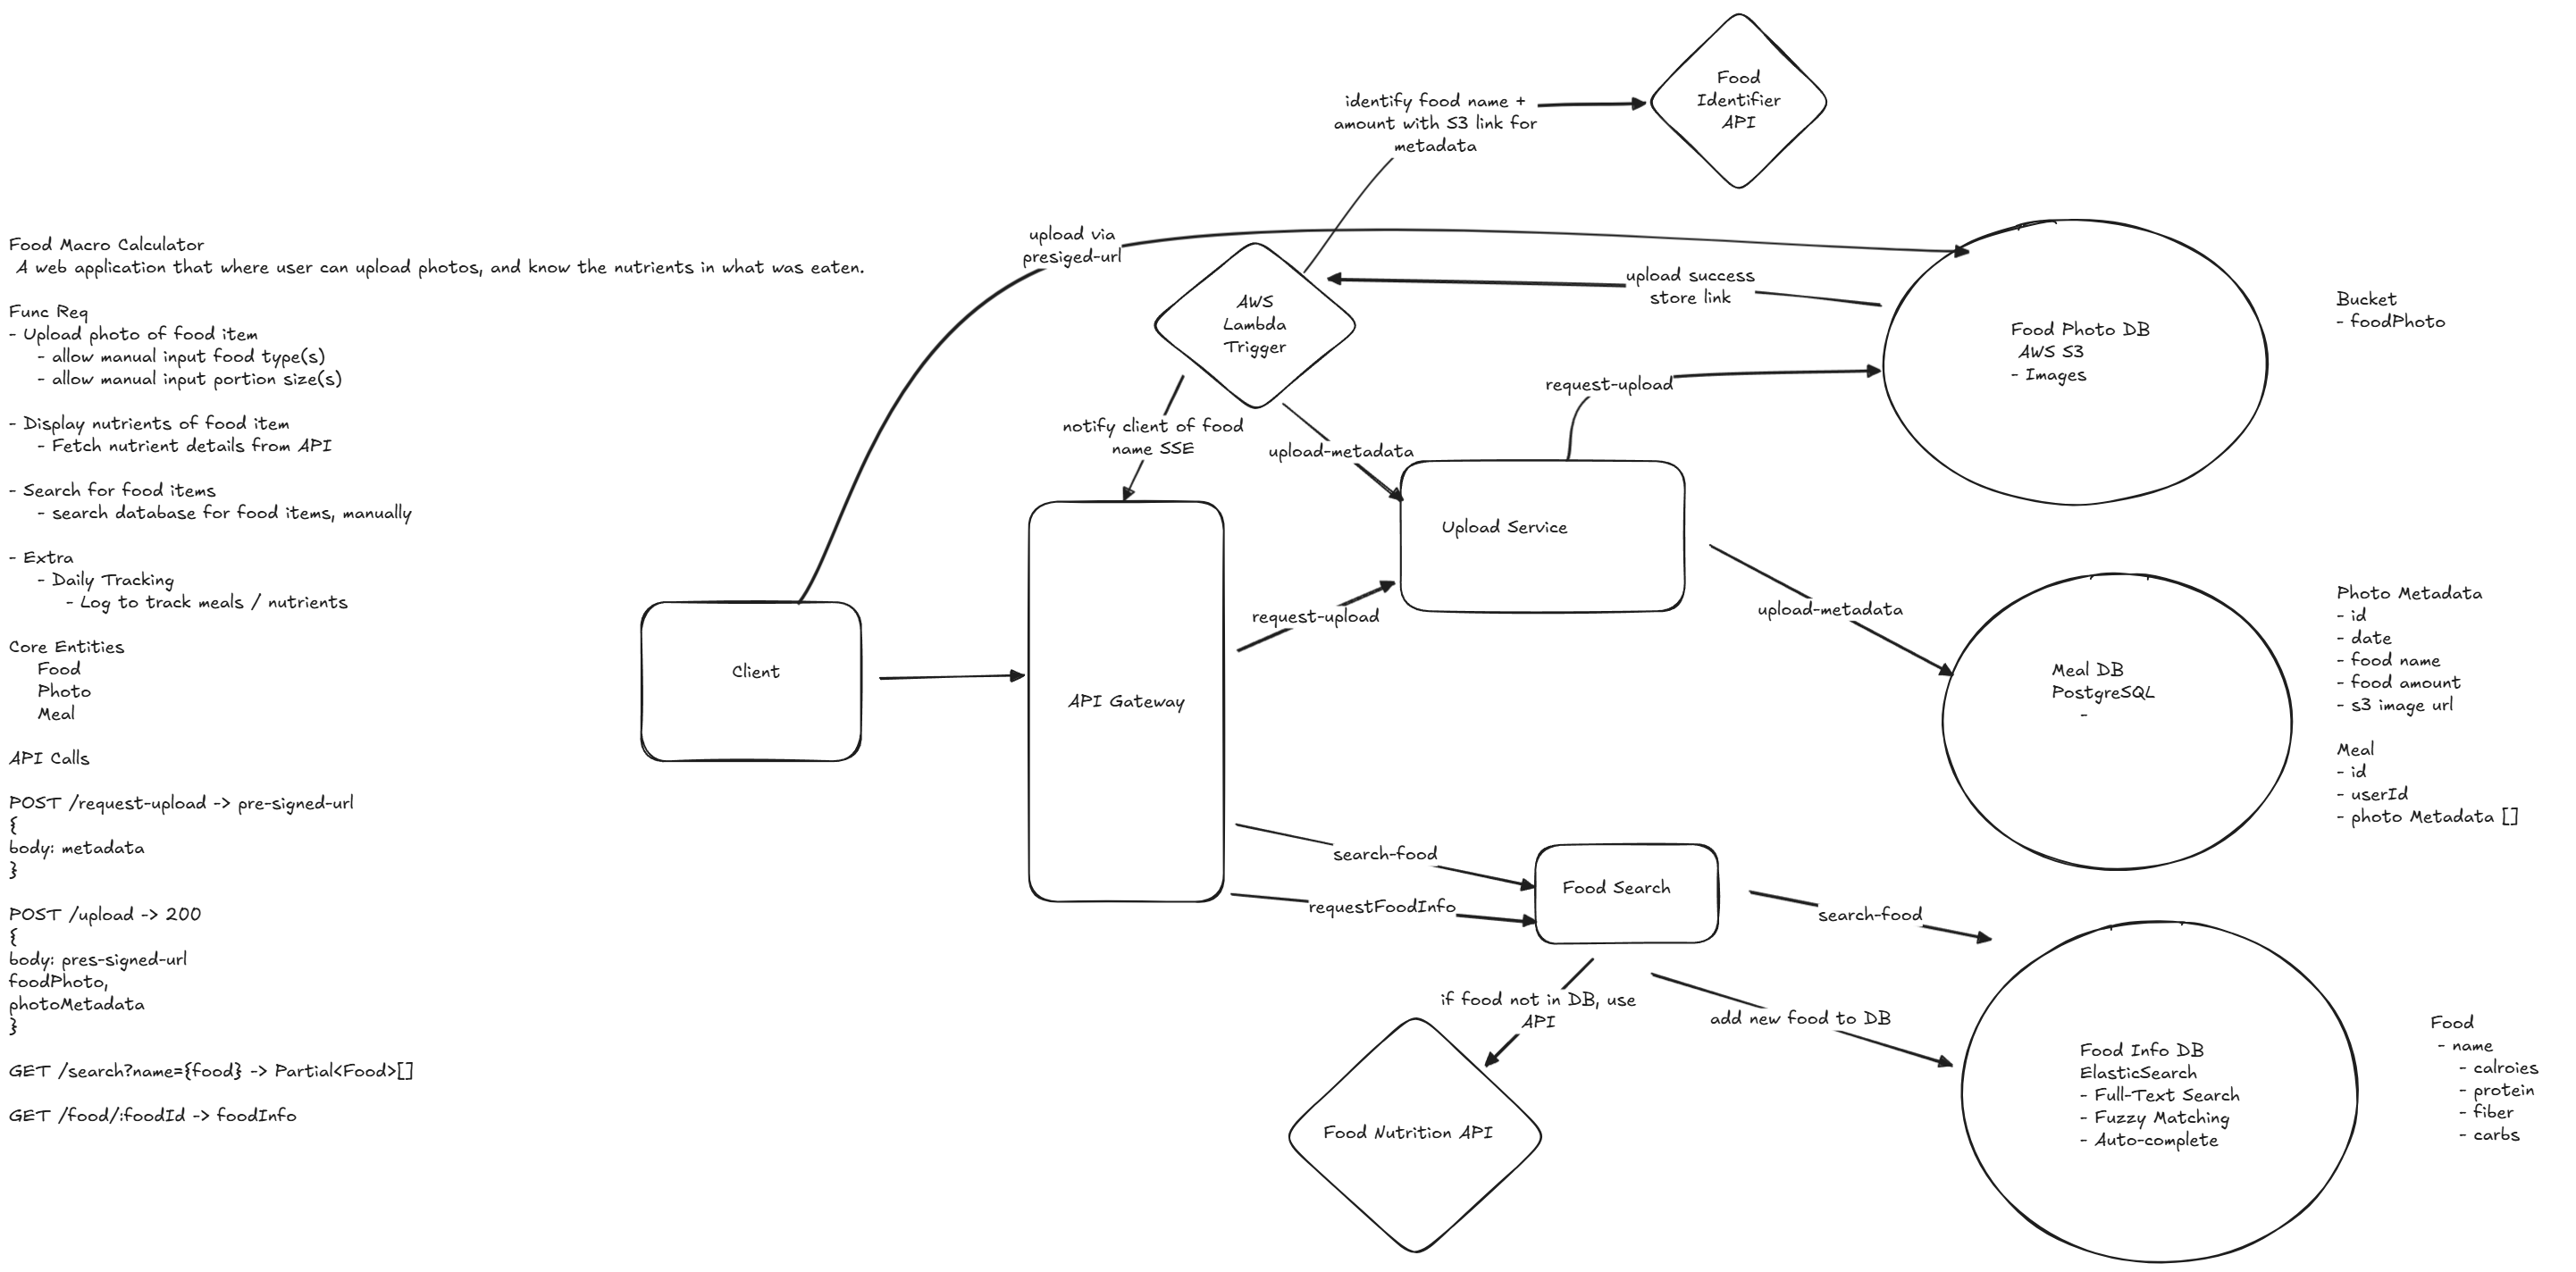 Food Macro Calculator
A web application that where user can upload photos, and know the nutrients in what was eaten.
Func Req
- Upload photo of food item
- allow manual input food type(s)
- allow manual input portion size(s)
- Display nutrients of food item
- Fetch nutrient details from API
- Search for food items
- search database for food items, manually
- Extra
- Daily Tracking
- Log to track meals / nutrients
Core Entities
Food
Photo
Meal
API Calls
POST /request-upload -> pre-signed-url
{
body: metadata
}
POST /upload -> 200
{
body: pres-signed-url
foodPhoto,
photoMetadata
}
GET /search?name={food} -> Partial<Food>[]
GET /food/:foodId -> foodInfo
Client
upload via
presiged-url
API Gateway
AWS
Lambda
Trigger
identify food name +
amount with S3 link for
metadata
Food
Identifier
API
upload success
store link
notify client of food
name SSE
upload-metadata
request-upload
Upload Service
request-upload
Food Photo DB
AWS S3
- Images
Bucket
- foodPhoto
upload-metadata
Meal DB
PostgreSQL
-
Photo Metadata
- id
- date
- food name
- food amount
- s3 image url
Meal
- id
- userId
- photo Metadata []
search-food
requestFoodInfo
Food Search
search-food
if food not in DB, use
API
add new food to DB
Food Nutrition API
Food Info DB
ElasticSearch
- Full-Text Search
- Fuzzy Matching
- Auto-complete
Food
- name
- calroies
- protein
- fiber
- carbs